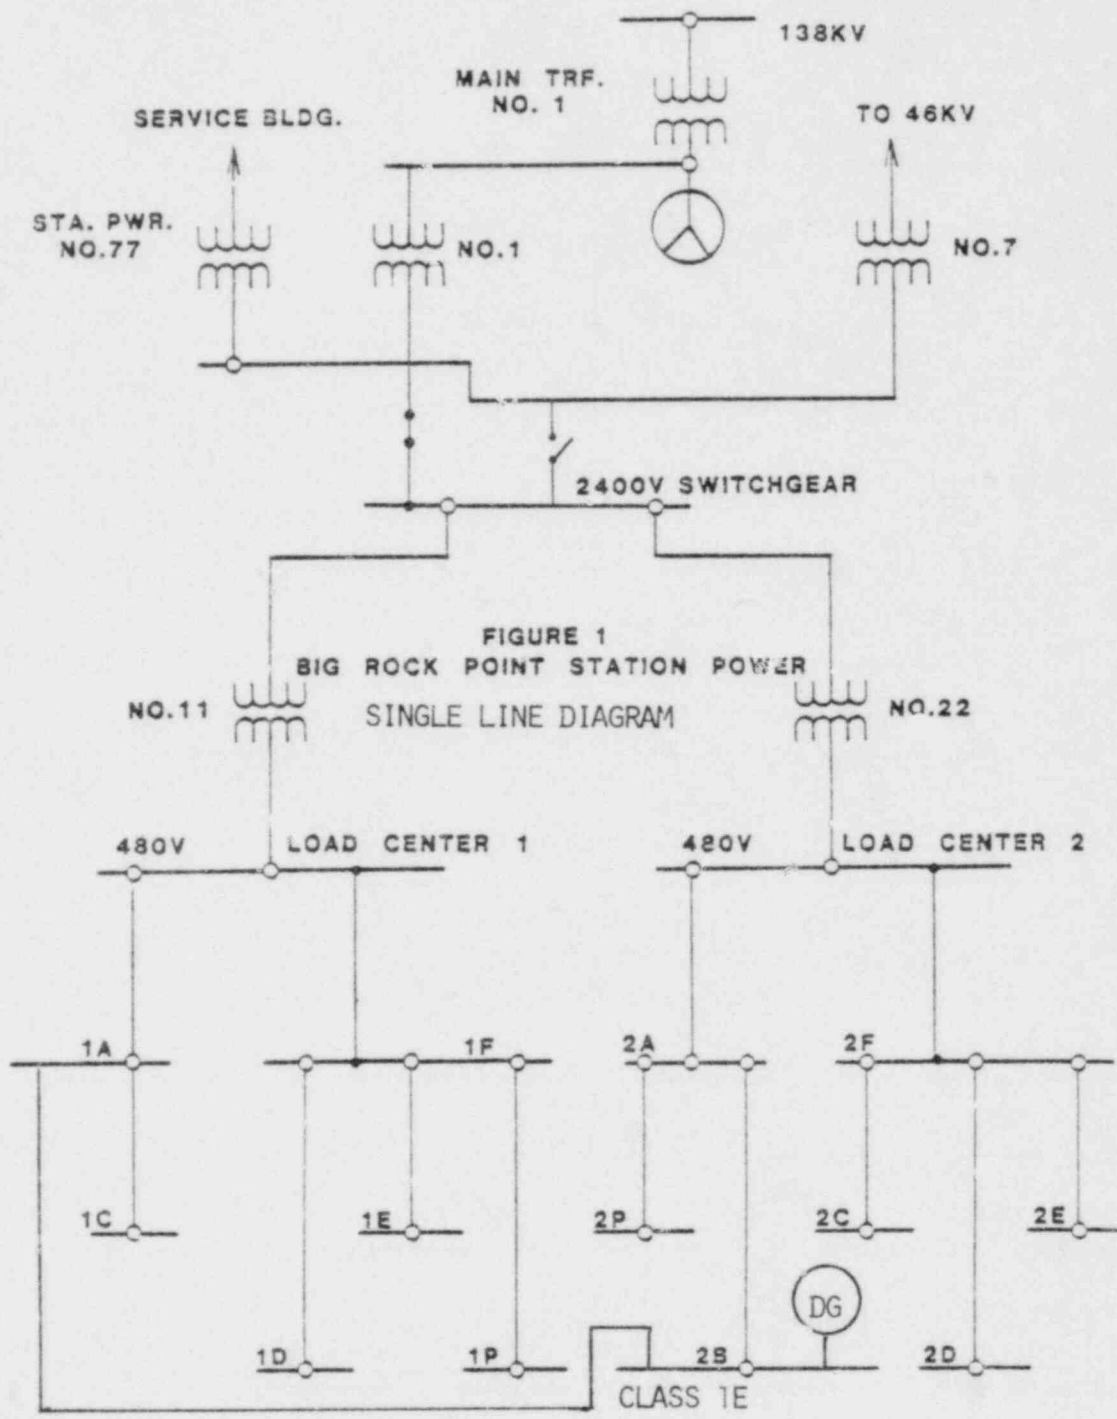 138KV
MAIN TRF.
NO. 1
SERVICE BLDG.
TO 46KV
STA. PWR.
NO.77
NO.1
NO.7
2400V SWITCHGEAR
FIGURE 1
BIG ROCK POINT STATION POWER
SINGLE LINE DIAGRAM
NO.11
NO.22
480V
LOAD CENTER 1
480V
LOAD CENTER 2
1A
1F
2A
2F
1C
1E
2P
2C
2E
DG
1D
1P
2B
2D
CLASS 1E